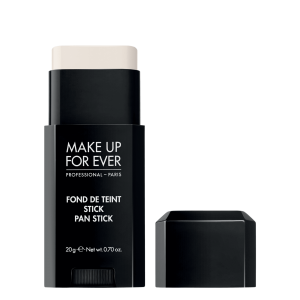 MAKE UP
FOR EVER
PROFESSIONAL – PARIS
FOND DE TEINT
STICK
PAN STICK
20g ℮ Net wt. 0.70 oz.